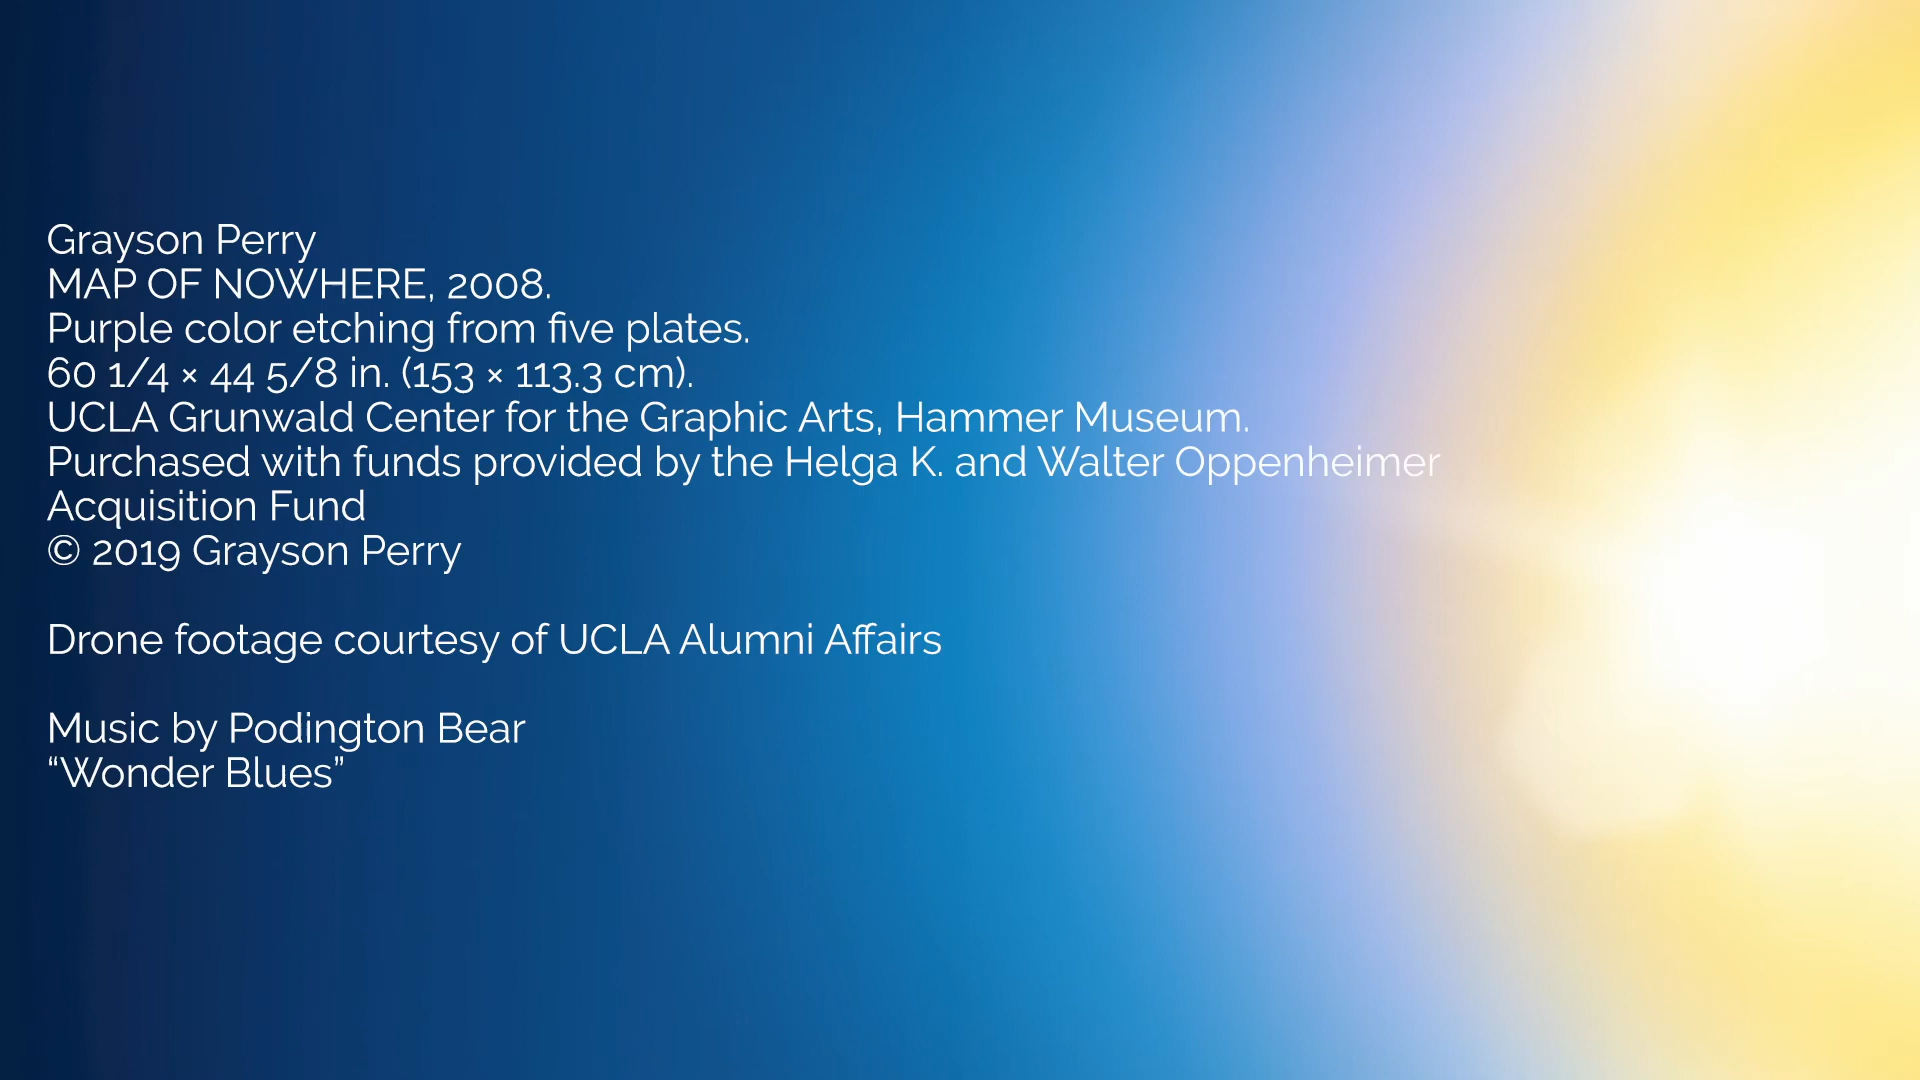 Grayson Perry
MAP OF NOWHERE, 2008.
Purple color etching from five plates.
60 1/4 × 44 5/8 in. (153 × 113.3 cm).
UCLA Grunwald Center for the Graphic Arts, Hammer Museum.
Purchased with funds provided by the Helga K. and Walter Oppenheimer
Acquisition Fund
© 2019 Grayson Perry
Drone footage courtesy of UCLA Alumni Affairs
Music by Podington Bear
“Wonder Blues”